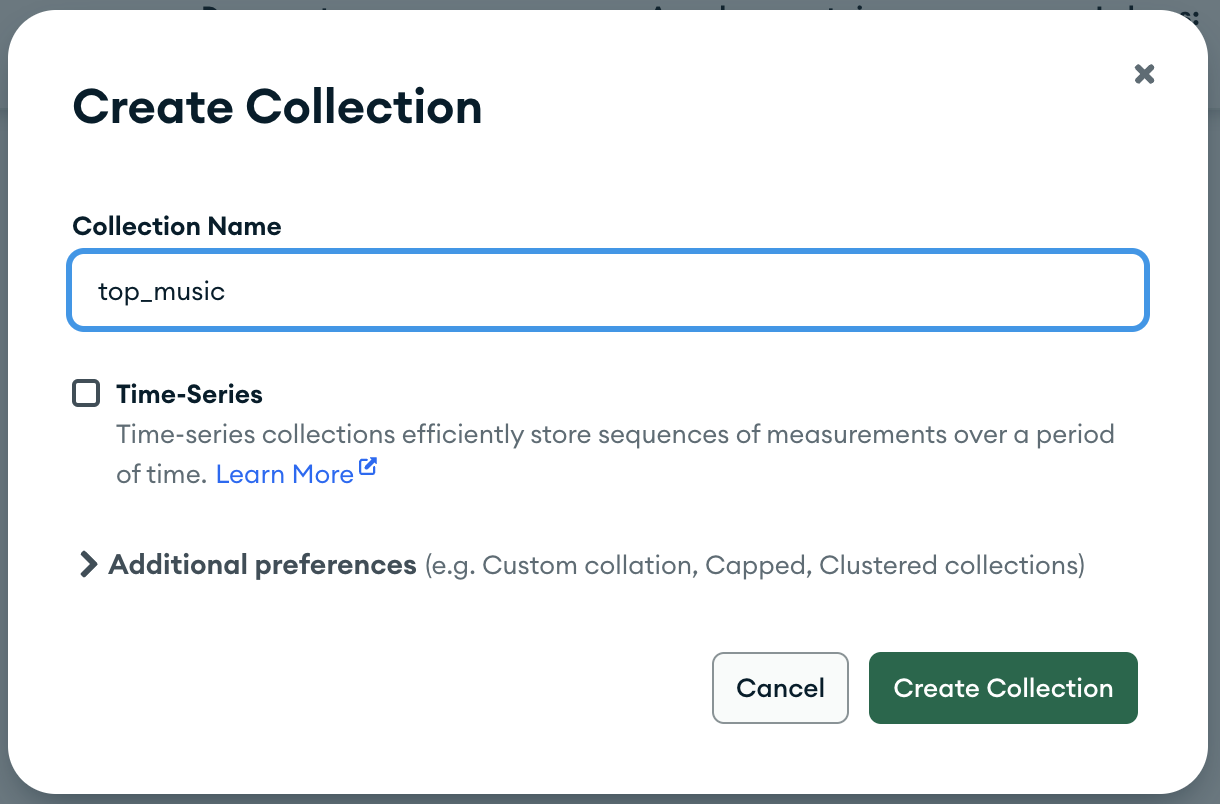 Create Collection
Collection Name
top_music
Time-Series
Time-series collections efficiently store sequences of measurements over a period
of time. Learn More
Additional preferences (e.g. Custom collation, Capped, Clustered collections)
Cancel
Create Collection